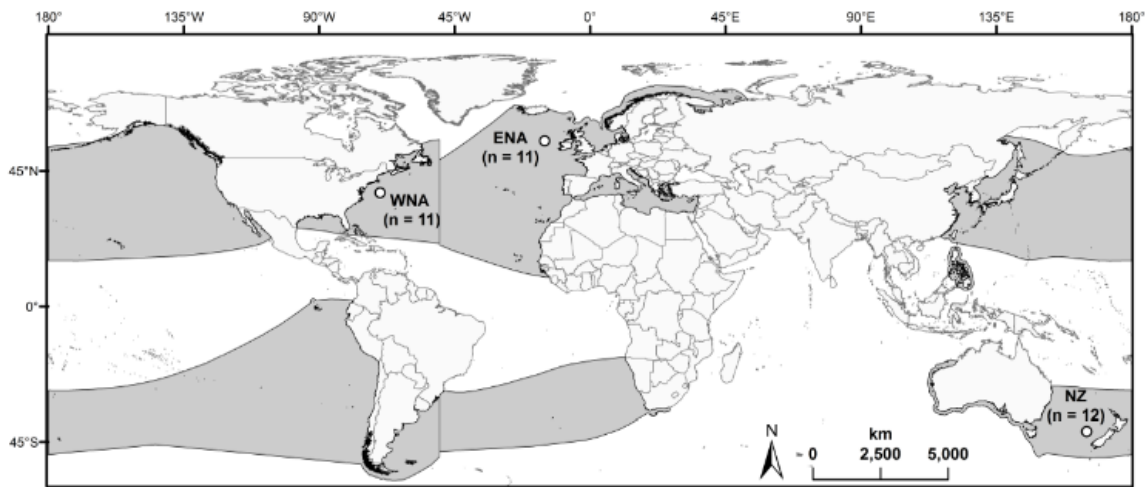 180° 135°W 90°W 45°W 0° 45°E 90°E 135°E 180°
ENA
(n = 11)
45°N
WNA
(n = 11)
0°
NZ
(n = 12)
45°S
N
km
0 2,500 5,000